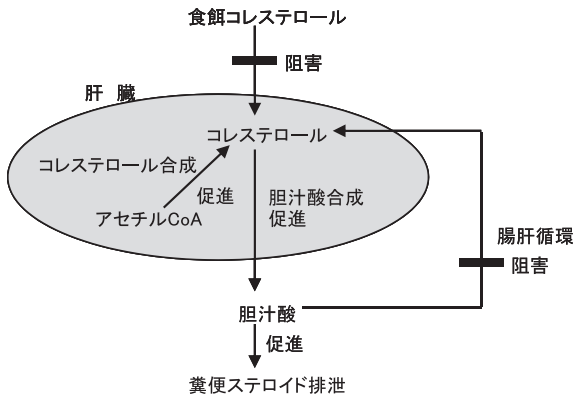 食餌コレステロール
阻害
肝 臓
コレステロール
コレステロール合成
促進
胆汁酸合成
促進
アセチルCoA
腸肝循環
阻害
胆汁酸
促進
糞便ステロイド排泄